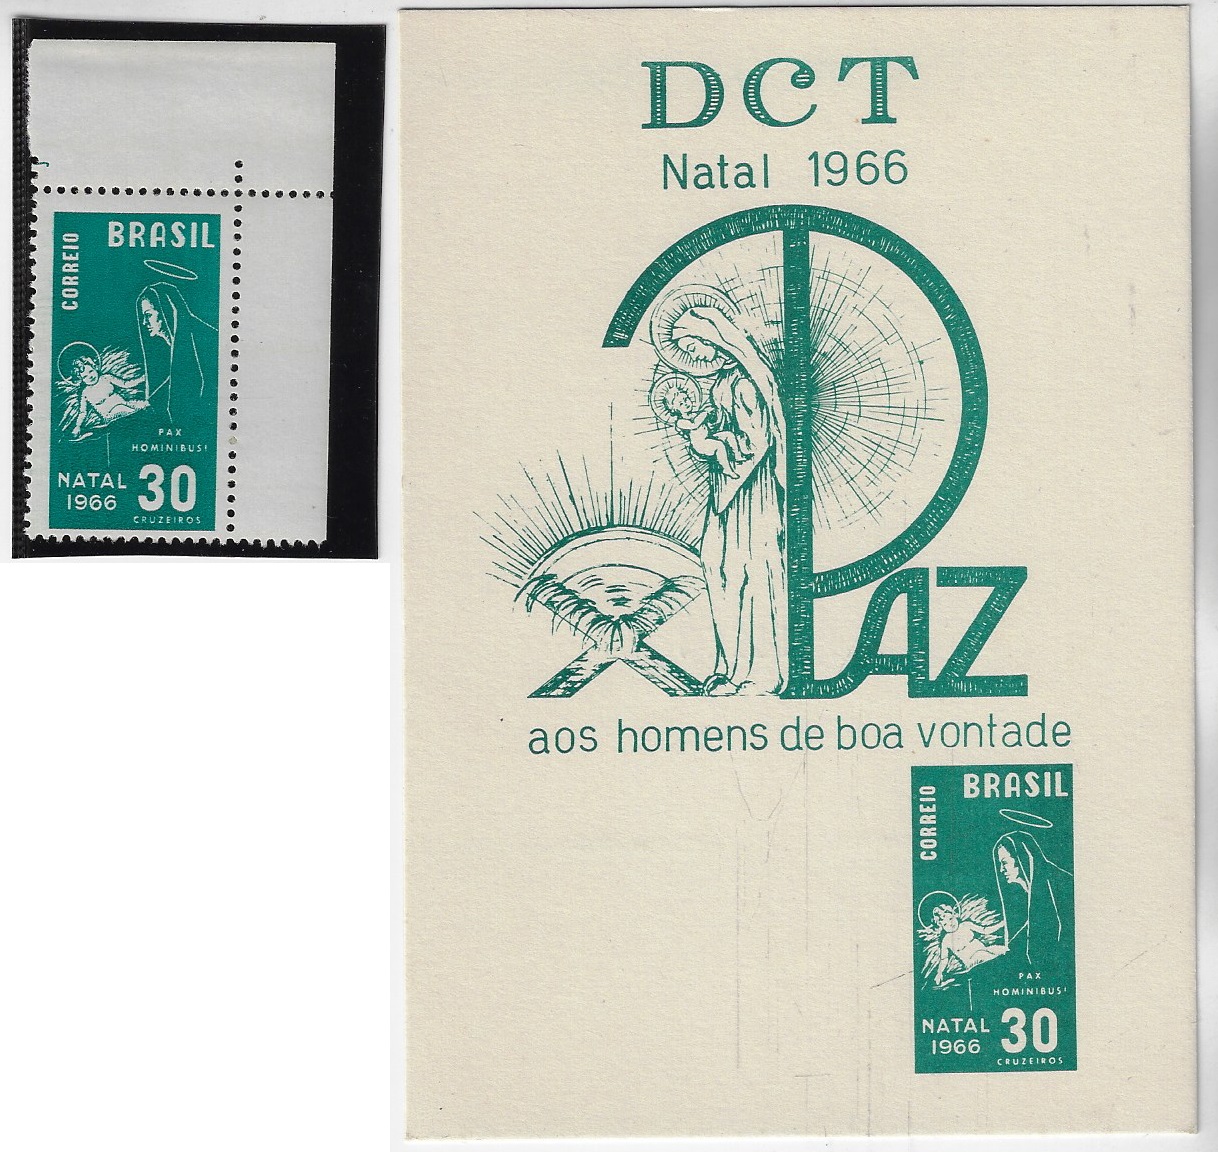 BRASIL
CORREIO
PAX
HOMINIBUS!
NATAL
1966
30
CRUZEIROS
DCT
Natal 1966
PAZ
aos homens de boa vontade
BRASIL
CORREIO
PAX
HOMINIBUS!
NATAL
1966
30
CRUZEIROS